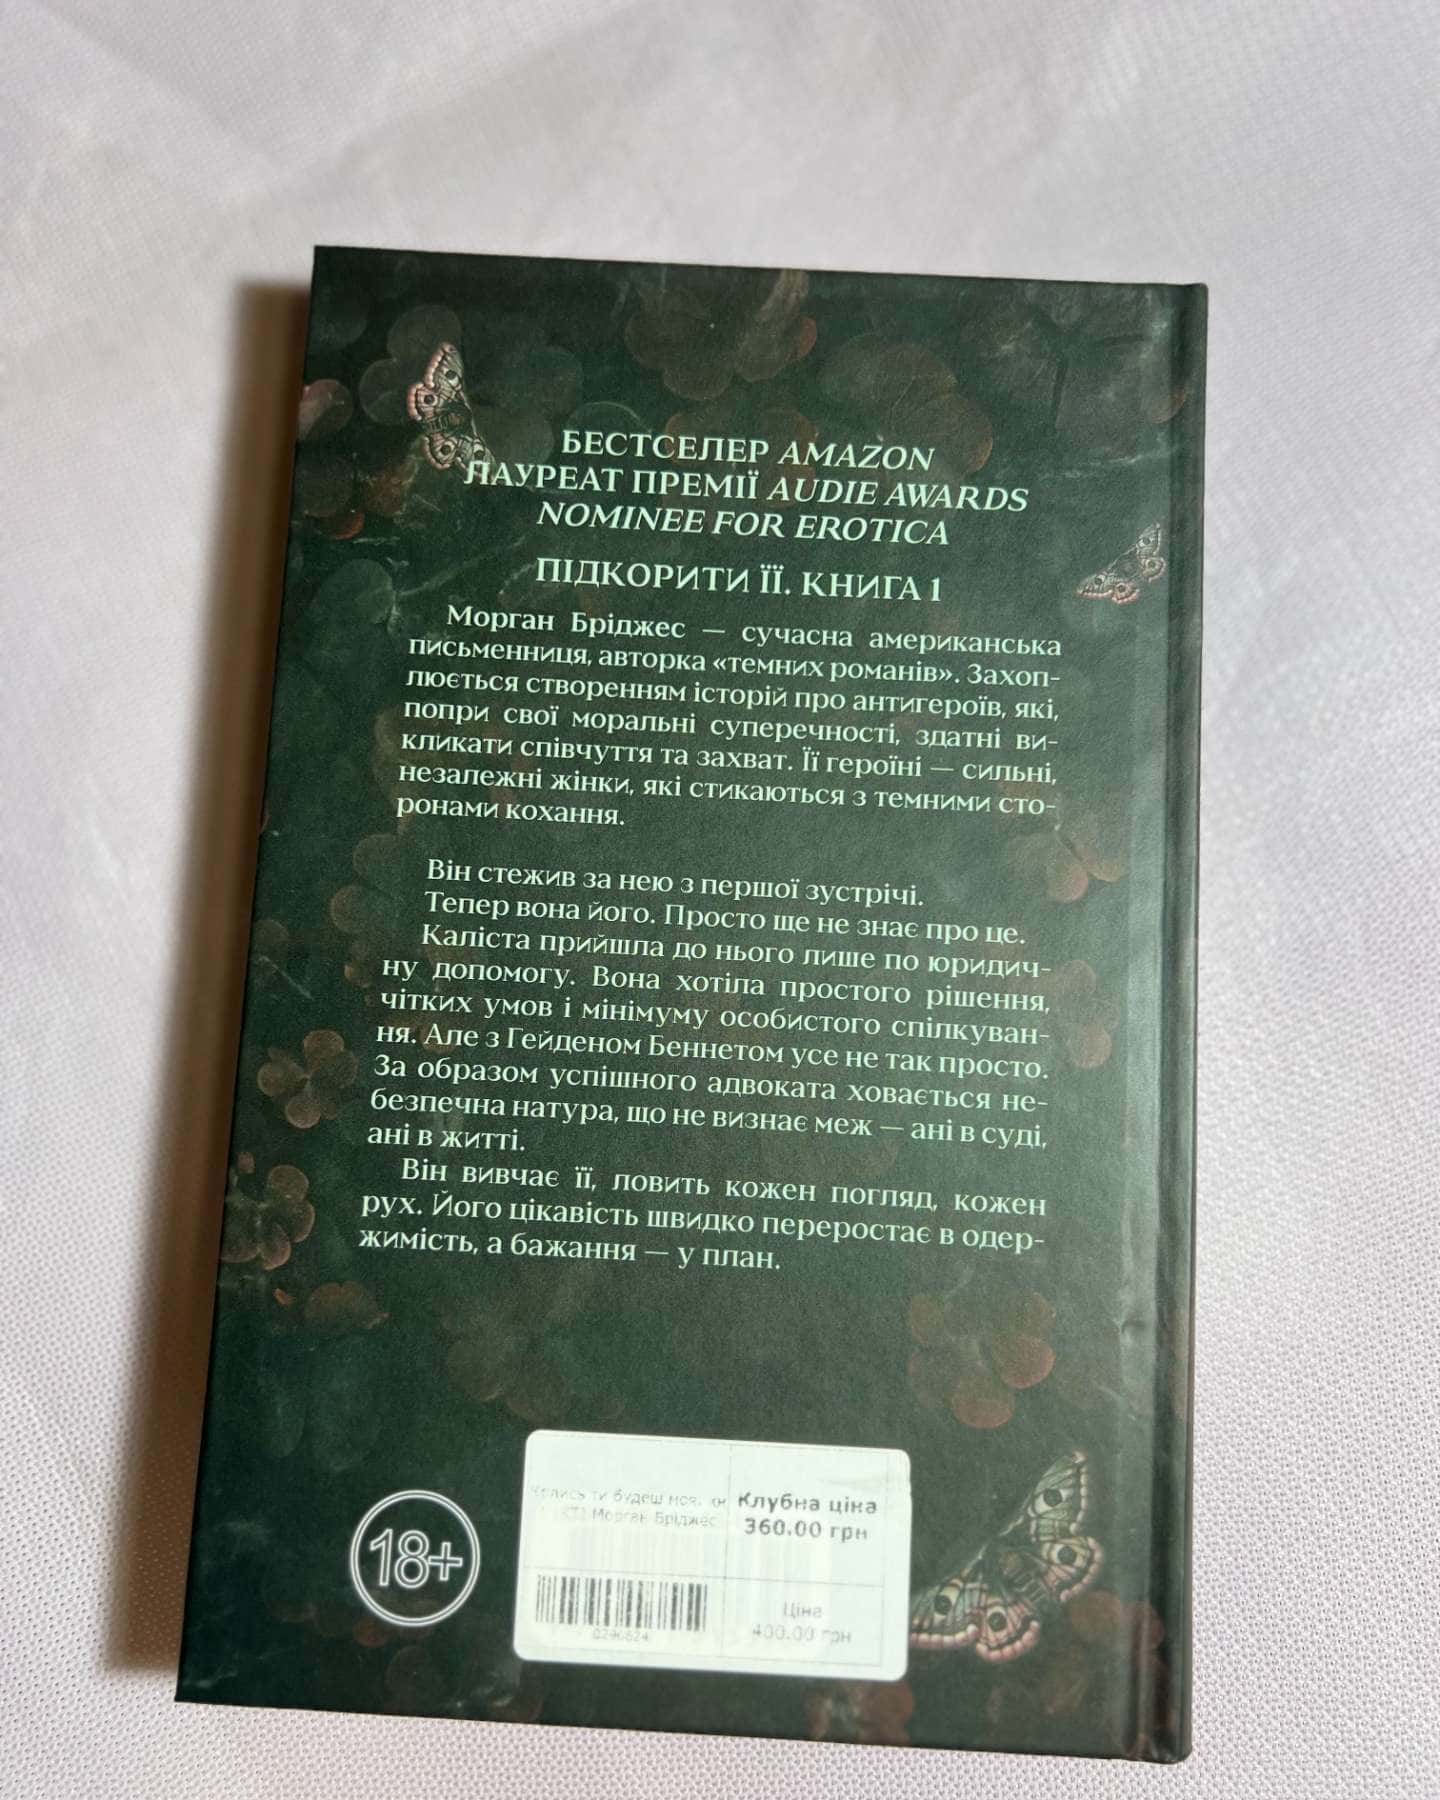 БЕСТСЕЛЕР AMAZON
ЛАУРЕАТ ПРЕМІЇ AUDIE AWARDS
NOMINEE FOR EROTICA
ПІДКОРИТИ ЇЇ. КНИГА 1
Морган Бріджес — сучасна американська
письменниця, авторка «темних романів». Захоп-
люється створенням історій про антигероїв, які,
попри свої моральні суперечності, здатні ви-
кликати співчуття та захват. Її героїні — сильні,
незалежні жінки, які стикаються з темними сто-
ронами кохання.
Він стежив за нею з першої зустрічі.
Тепер вона його. Просто ще не знає про це.
Каліста прийшла до нього лише по юридич-
ну допомогу. Вона хотіла простого рішення,
чітких умов і мінімуму особистого спілкуван-
ня. Але з Гейденом Беннетом усе не так просто.
За образом успішного адвоката ховається не-
безпечна натура, що не визнає меж — ані в суді,
ані в житті.
Він вивчає її, ловить кожен погляд, кожен
рух. Його цікавість швидко переростає в одер-
жимість, а бажання — у план.
18+
ти будеш моя. кн
Морган Бріджес
Клубна ціна
360.00 грн
Ціна
400.00 грн